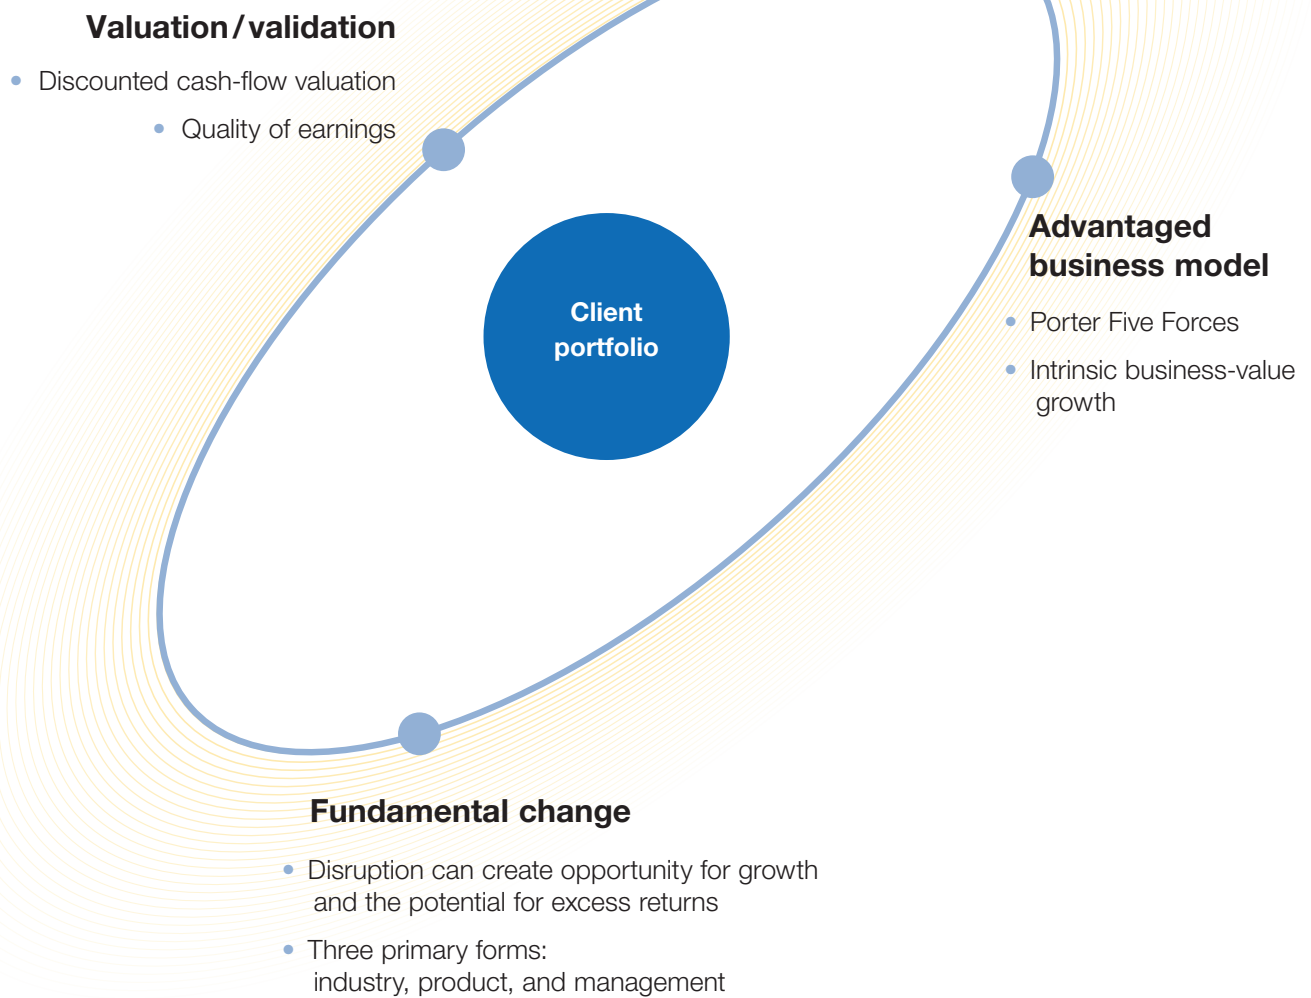 Valuation/validation
• Discounted cash-flow valuation
• Quality of earnings
Client
portfolio
Advantaged
business model
• Porter Five Forces
• Intrinsic business-value
growth
Fundamental change
• Disruption can create opportunity for growth
and the potential for excess returns
• Three primary forms:
industry, product, and management